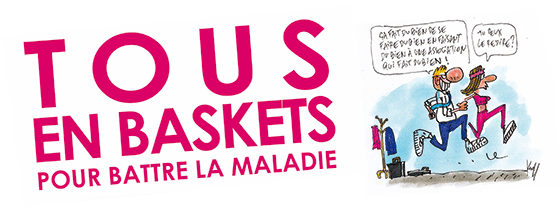 TOUS
EN BASKETS
POUR BATTRE LA MALADIE
ÇA FAIT DU BIEN DE SE
FAIRE DU BIEN EN FAISANT
DU BIEN À UNE ASSOCIATION
QUI FAIT DU BIEN !
TU PEUX
LE REDIRE?